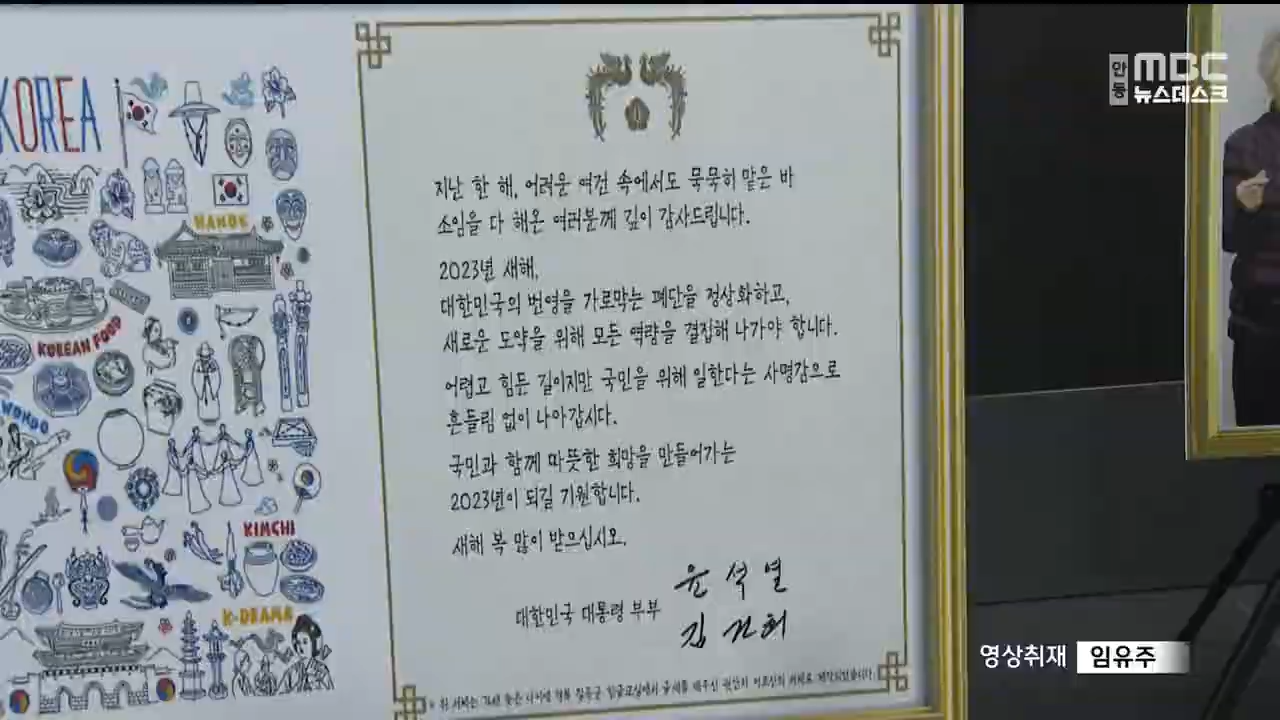 KOREA
HANOK
KOREAN FOOD
KIMCHI
K-DRAMA
지난 한 해, 어려운 여건 속에서도 묵묵히 맡은 바
소임을 다 해온 여러분께 깊이 감사드립니다.
2023년 새해,
대한민국의 번영을 가로막는 폐단을 정상화하고,
새로운 도약을 위해 모든 역량을 결집해 나가야 합니다.
어렵고 힘든 길이지만 국민을 위해 일한다는 사명감으로
흔들림 없이 나아갑시다.
국민과 함께 따뜻한 희망을 만들어가는
2023년이 되길 기원합니다.
새해 복 많이 받으십시오.
대한민국 대통령 부부
윤석열
김건희
안동
MBC
뉴스데스크
영상취재 임유주